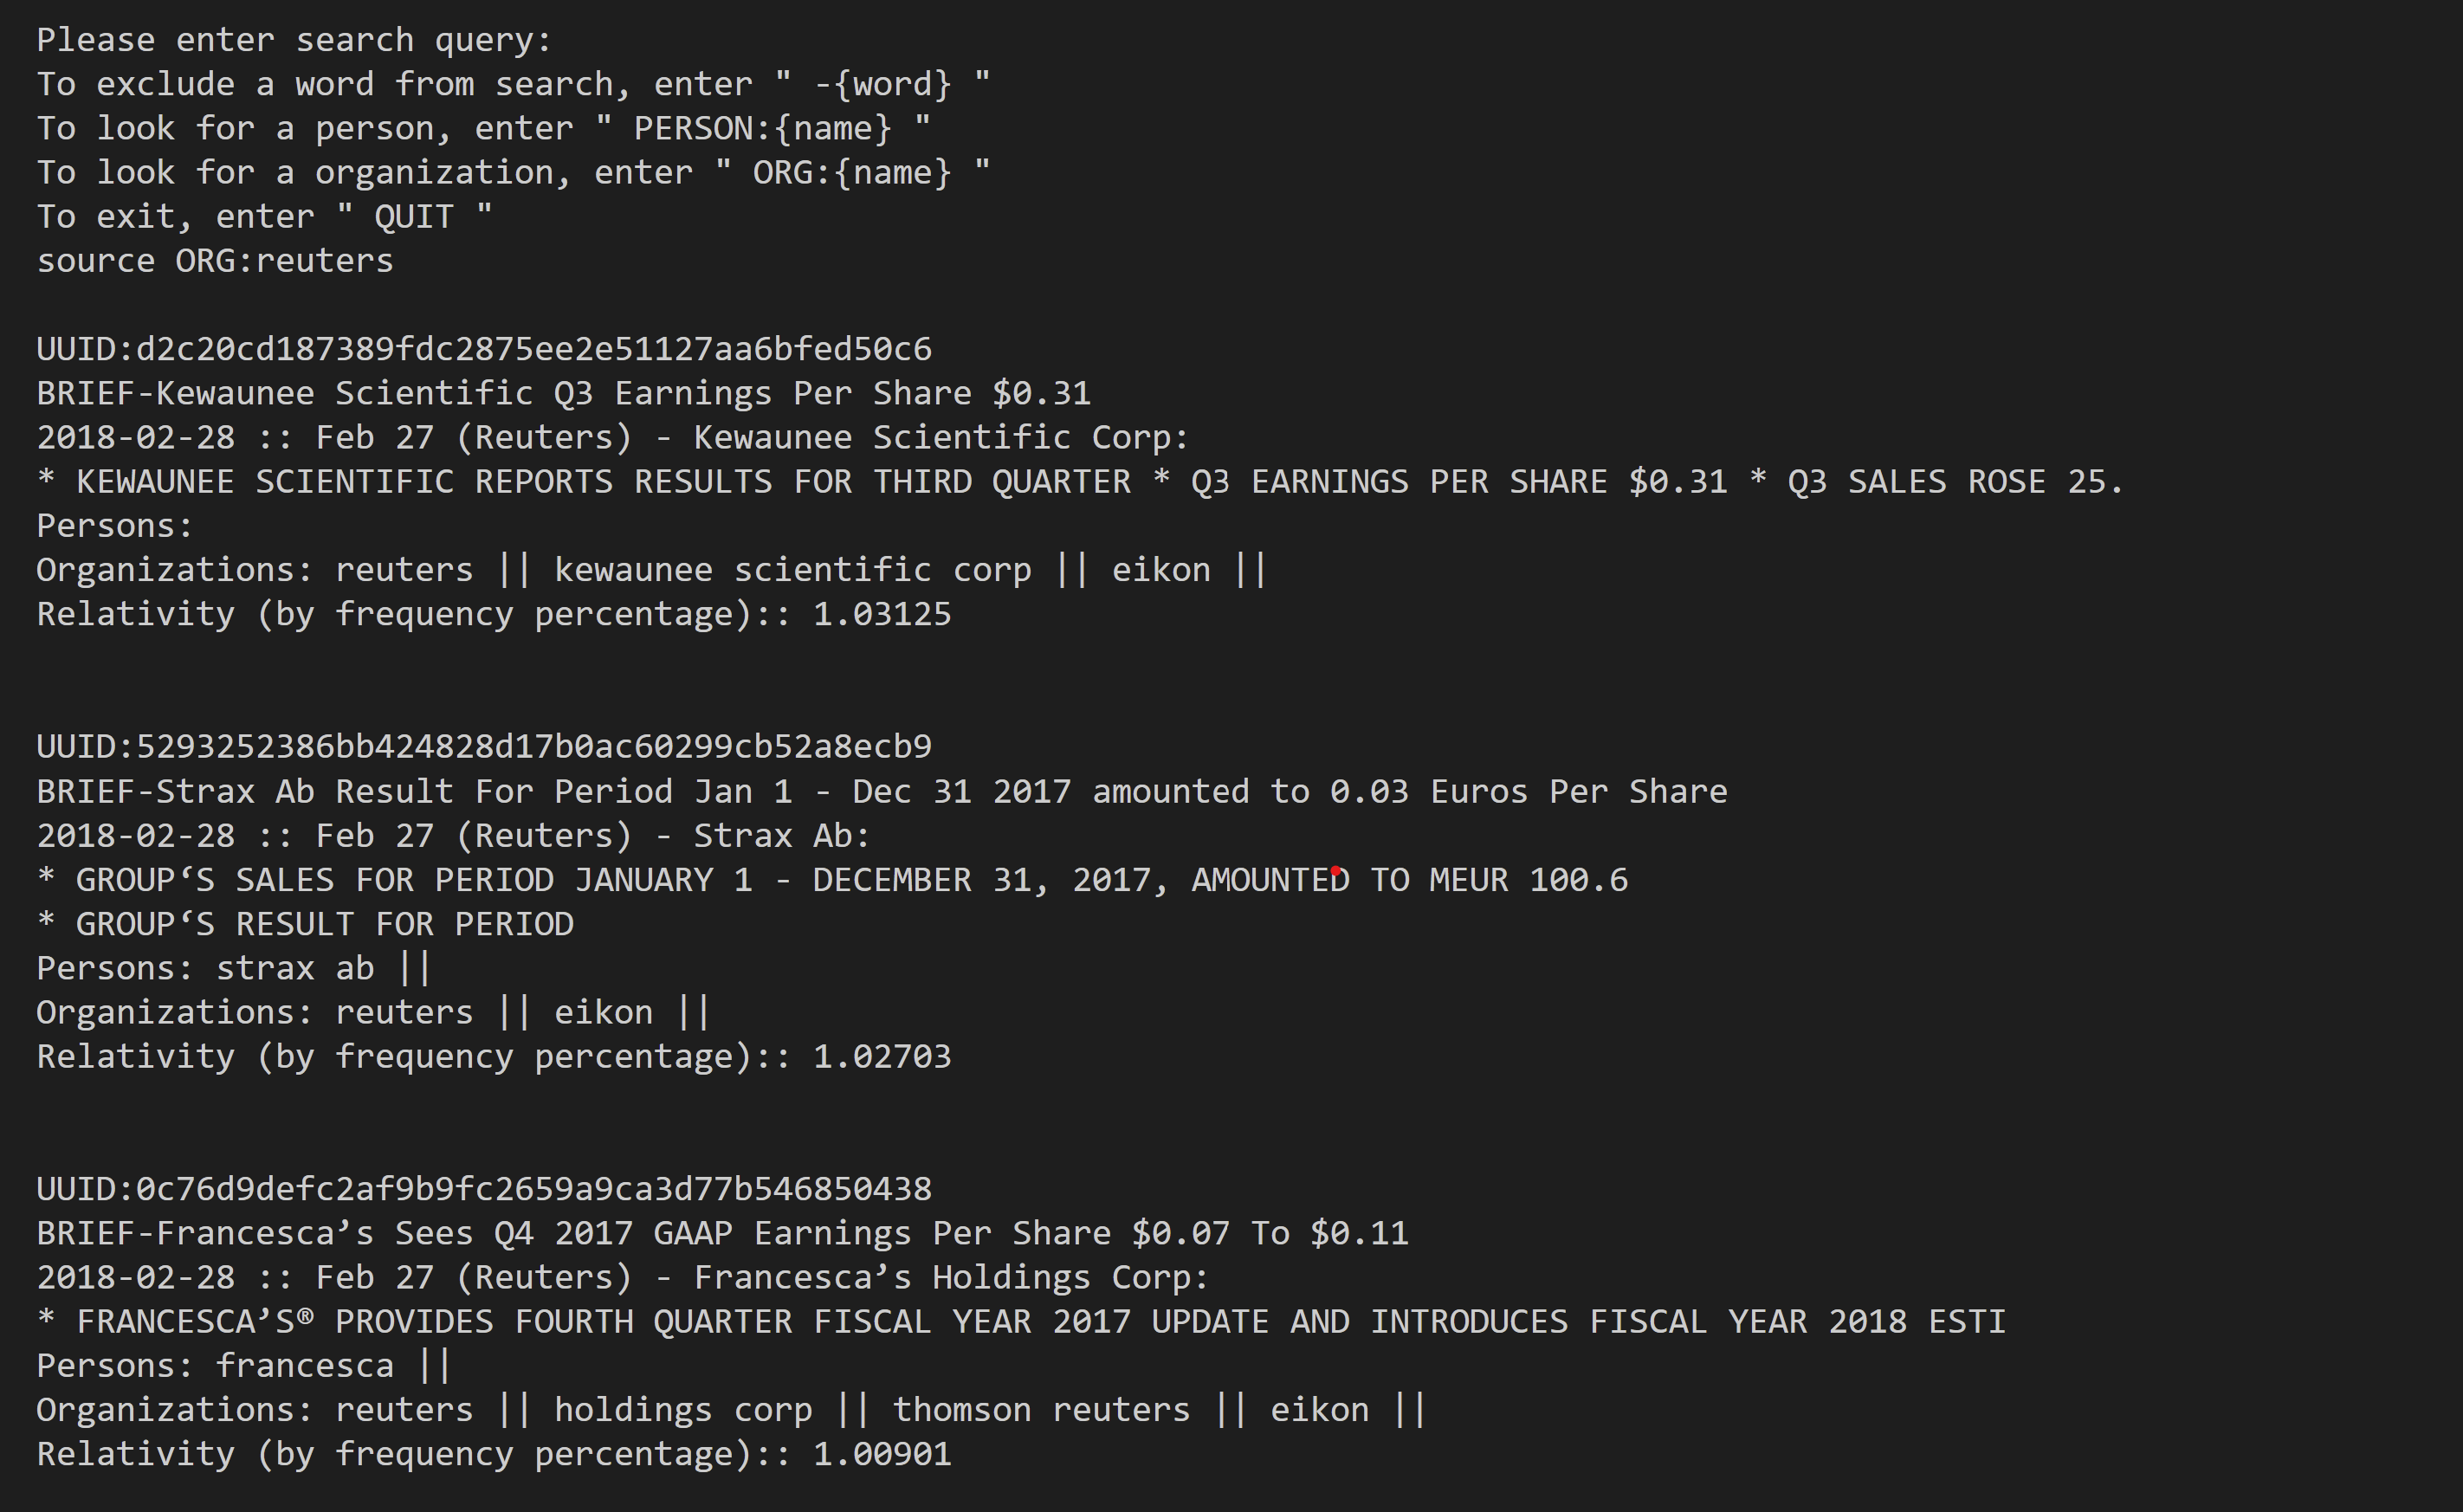 Please enter search query:
To exclude a word from search, enter " -{word} "
To look for a person, enter " PERSON:{name} "
To look for a organization, enter " ORG:{name} "
To exit, enter " QUIT "
source ORG:reuters
UUID:d2c20cd187389fdc2875ee2e51127aa6bfed50c6
BRIEF-Kewaunee Scientific Q3 Earnings Per Share $0.31
2018-02-28 :: Feb 27 (Reuters) - Kewaunee Scientific Corp:
* KEWAUNEE SCIENTIFIC REPORTS RESULTS FOR THIRD QUARTER * Q3 EARNINGS PER SHARE $0.31 * Q3 SALES ROSE 25.
Persons:
Organizations: reuters || kewaunee scientific corp || eikon ||
Relativity (by frequency percentage):: 1.03125
UUID:5293252386bb424828d17b0ac60299cb52a8ecb9
BRIEF-Strax Ab Result For Period Jan 1 - Dec 31 2017 amounted to 0.03 Euros Per Share
2018-02-28 :: Feb 27 (Reuters) - Strax Ab:
* GROUP‘S SALES FOR PERIOD JANUARY 1 - DECEMBER 31, 2017, AMOUNTED TO MEUR 100.6
* GROUP‘S RESULT FOR PERIOD
Persons: strax ab ||
Organizations: reuters || eikon ||
Relativity (by frequency percentage):: 1.02703
UUID:0c76d9defc2af9b9fc2659a9ca3d77b546850438
BRIEF-Francesca’s Sees Q4 2017 GAAP Earnings Per Share $0.07 To $0.11
2018-02-28 :: Feb 27 (Reuters) - Francesca’s Holdings Corp:
* FRANCESCA’S® PROVIDES FOURTH QUARTER FISCAL YEAR 2017 UPDATE AND INTRODUCES FISCAL YEAR 2018 ESTI
Persons: francesca ||
Organizations: reuters || holdings corp || thomson reuters || eikon ||
Relativity (by frequency percentage):: 1.00901